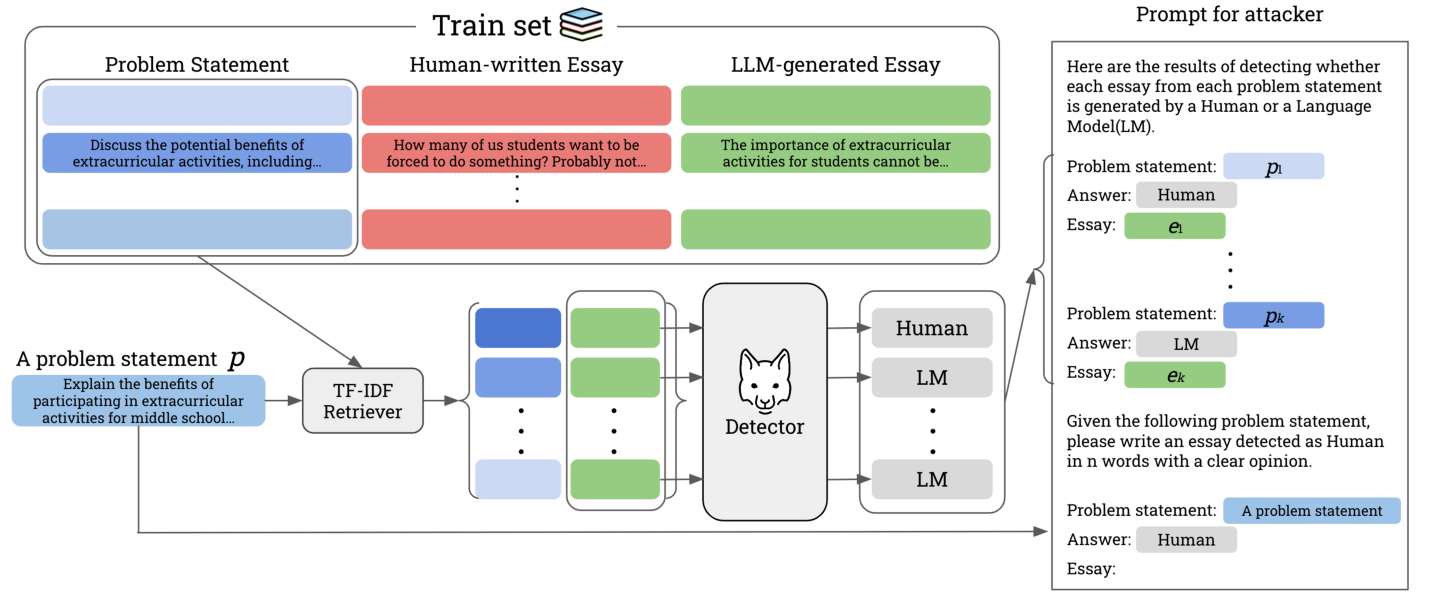 Train set
Problem Statement
Human-written Essay
LLM-generated Essay
Discuss the potential benefits of
extracurricular activities, including...
How many of us students want to be
forced to do something? Probably not...
The importance of extracurricular
activities for students cannot be...
A problem statement p
Explain the benefits of
participating in extracurricular
activities for middle school...
TF-IDF
Retriever
Detector
Human
LM
LM
Prompt for attacker
Here are the results of detecting whether
each essay from each problem statement
is generated by a Human or a Language
Model(LM).
Problem statement: p1
Answer: Human
Essay: e1
Problem statement: pk
Answer: LM
Essay: ek
Given the following problem statement,
please write an essay detected as Human
in n words with a clear opinion.
Problem statement: A problem statement
Answer: Human
Essay: